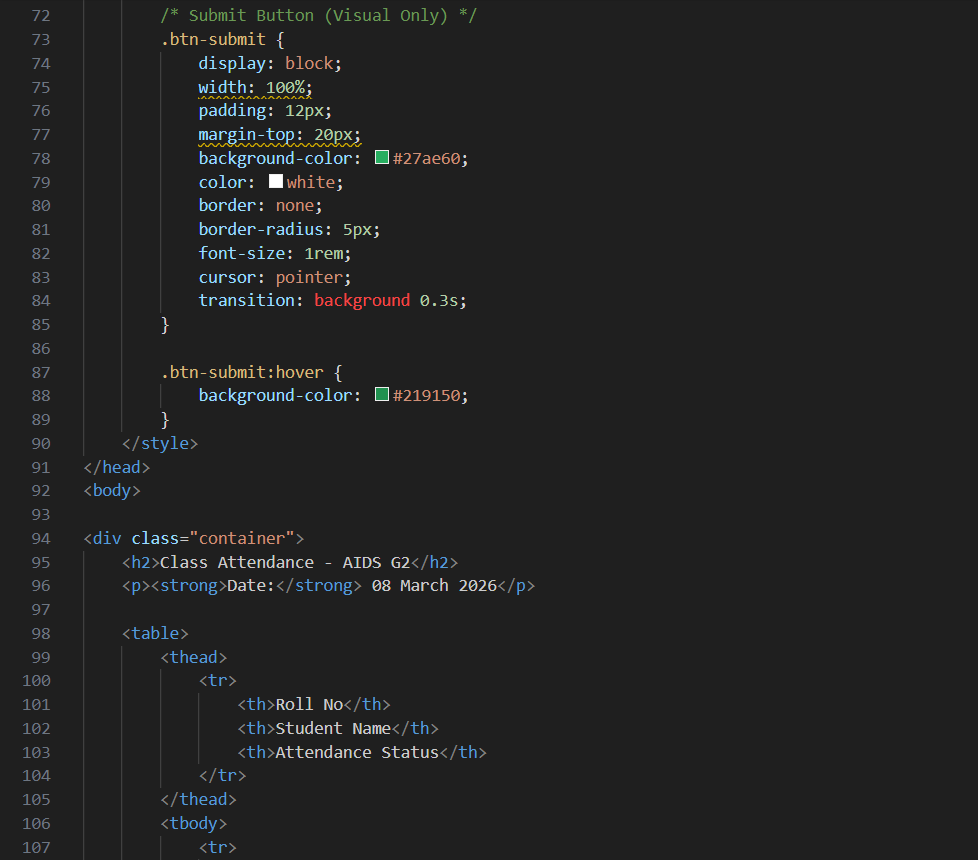 72 /* Submit Button (Visual Only) */
73 .btn-submit {
74 display: block;
75 width: 100%;
76 padding: 12px;
77 margin-top: 20px;
78 background-color: #27ae60;
79 color: white;
80 border: none;
81 border-radius: 5px;
82 font-size: 1rem;
83 cursor: pointer;
84 transition: background 0.3s;
85 }
86
87 .btn-submit:hover {
88 background-color: #219150;
89 }
90 </style>
91 </head>
92 <body>
93
94 <div class="container">
95 <h2>Class Attendance - AIDS G2</h2>
96 <p><strong>Date:</strong> 08 March 2026</p>
97
98 <table>
99 <thead>
100 <tr>
101 <th>Roll No</th>
102 <th>Student Name</th>
103 <th>Attendance Status</th>
104 </tr>
105 </thead>
106 <tbody>
107 <tr>